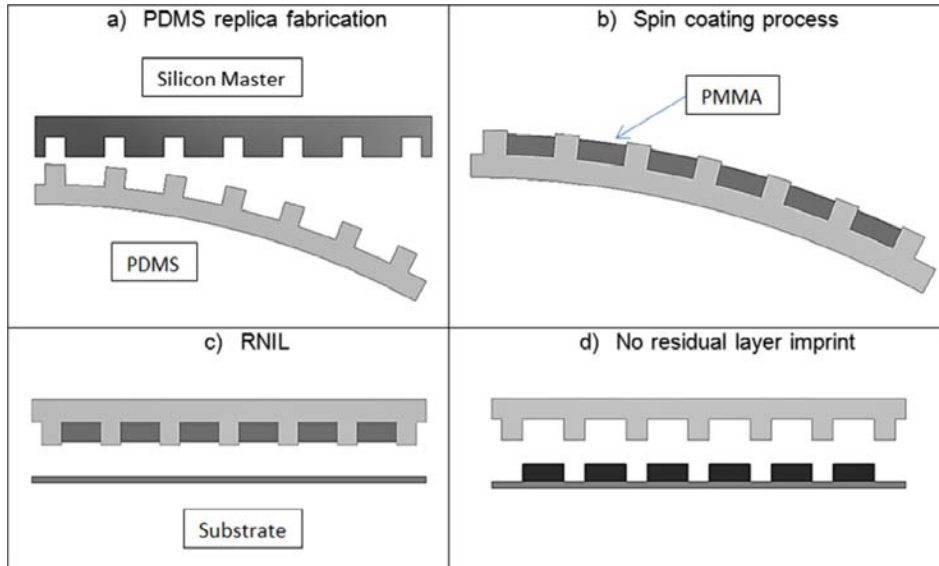 a) PDMS replica fabrication
Silicon Master
PDMS
b) Spin coating process
PMMA
c) RNIL
Substrate
d) No residual layer imprint